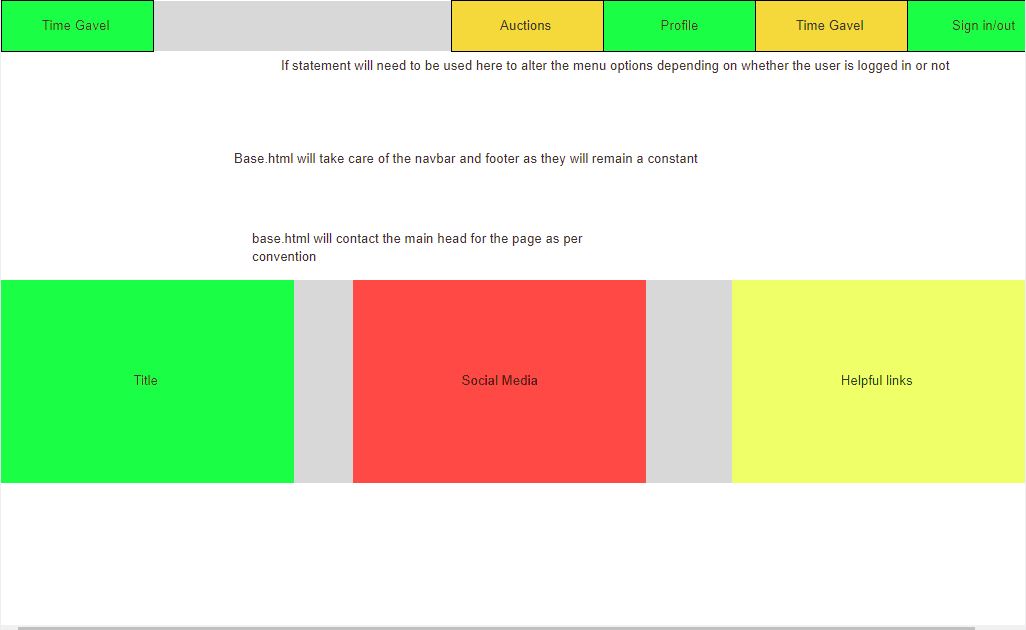 Time Gavel
Auctions
Profile
Time Gavel
Sign in/out
If statement will need to be used here to alter the menu options depending on whether the user is logged in or not
Base.html will take care of the navbar and footer as they will remain a constant
base.html will contact the main head for the page as per
convention
Title
Social Media
Helpful links